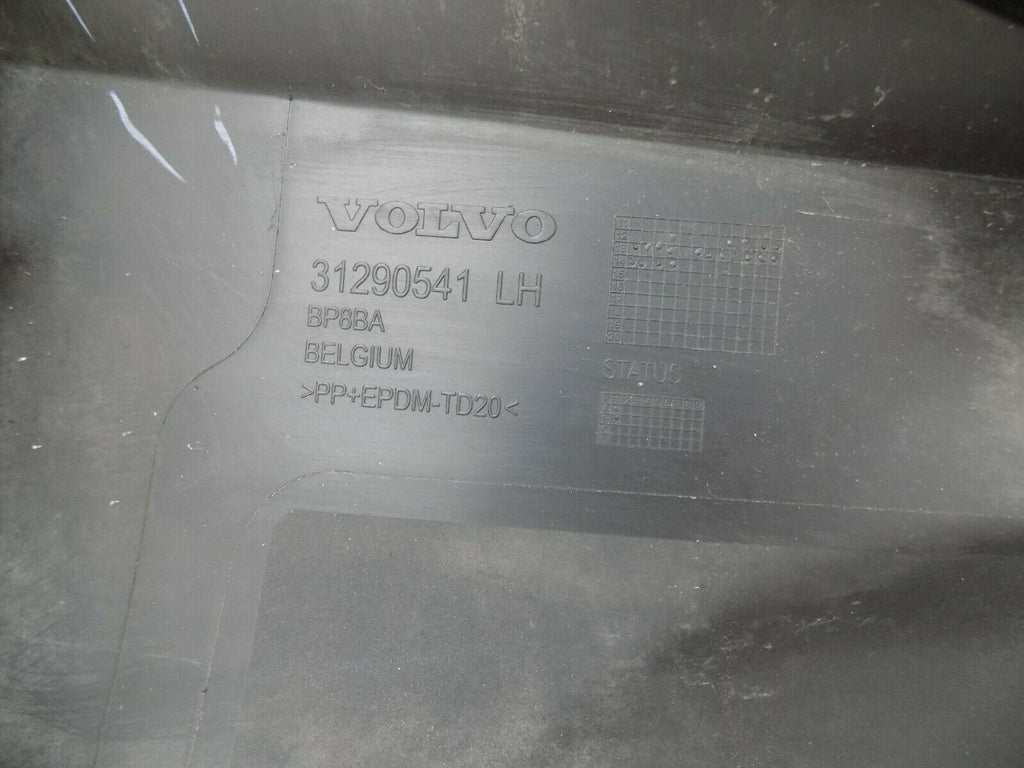 VOLVO
31290541 LH
BP8BA
BELGIUM
>PP+EPDM-TD20<
STATUS